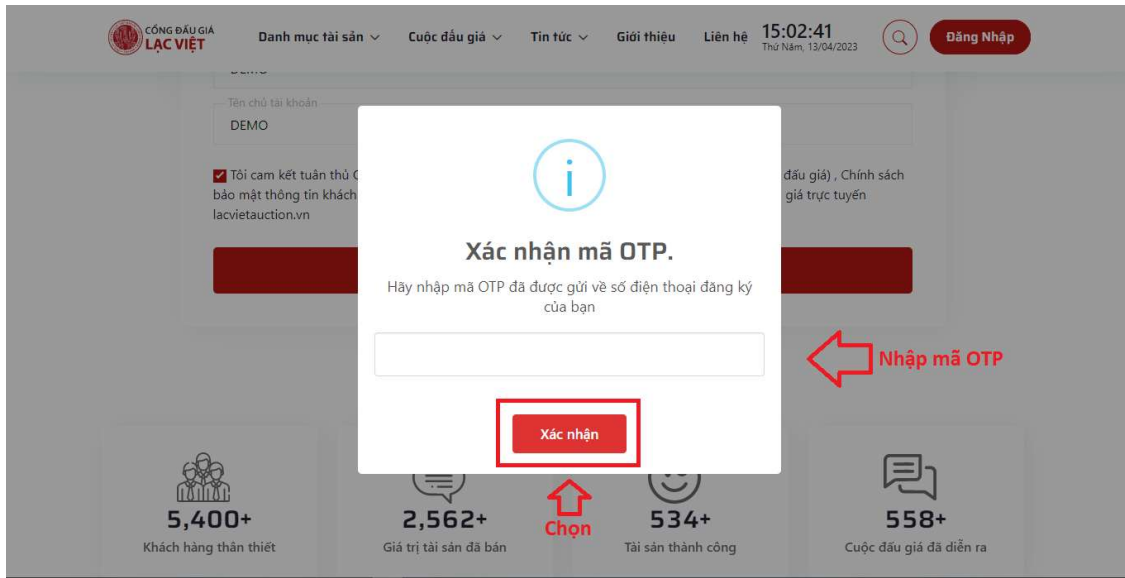 CỔNG ĐẤU GIÁ
LẠC VIỆT
Danh mục tài sản
Cuộc đấu giá
Tin tức
Giới thiệu
Liên hệ
15:02:41
Thứ Năm, 13/04/2023
Đăng Nhập
DEMO
Tên chủ tài khoản
DEMO
Tôi cam kết tuân thủ
đấu giá) , Chính sách
bảo mật thông tin khách
giá trực tuyến
lacvietauction.vn
i
Xác nhận mã OTP.
Hãy nhập mã OTP đã được gửi về số điện thoại đăng ký
của bạn
Nhập mã OTP
Xác nhận
Chọn
5,400+
Khách hàng thân thiết
2,562+
Giá trị tài sản đã bán
534+
Tài sản thành công
558+
Cuộc đấu giá đã diễn ra